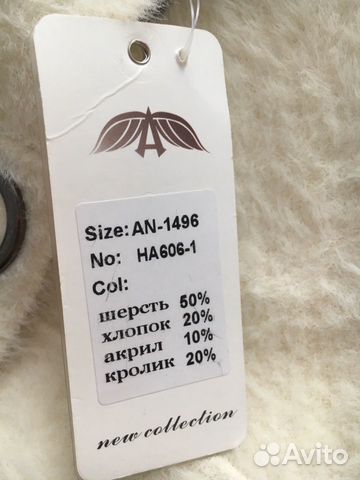 A
Size: AN-1496
No: HA606-1
Col:
шерсть 50%
хлопок 20%
акрил 10%
кролик 20%
new collection
Avito